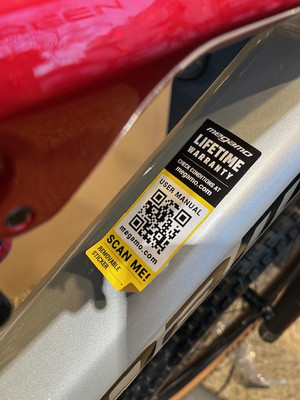 megamo
LIFETIME
WARRANTY
CHECK CONDITIONS AT
megamo.com
USER MANUAL
megamo.com
SCAN ME!
REMOVABLE
STICKER